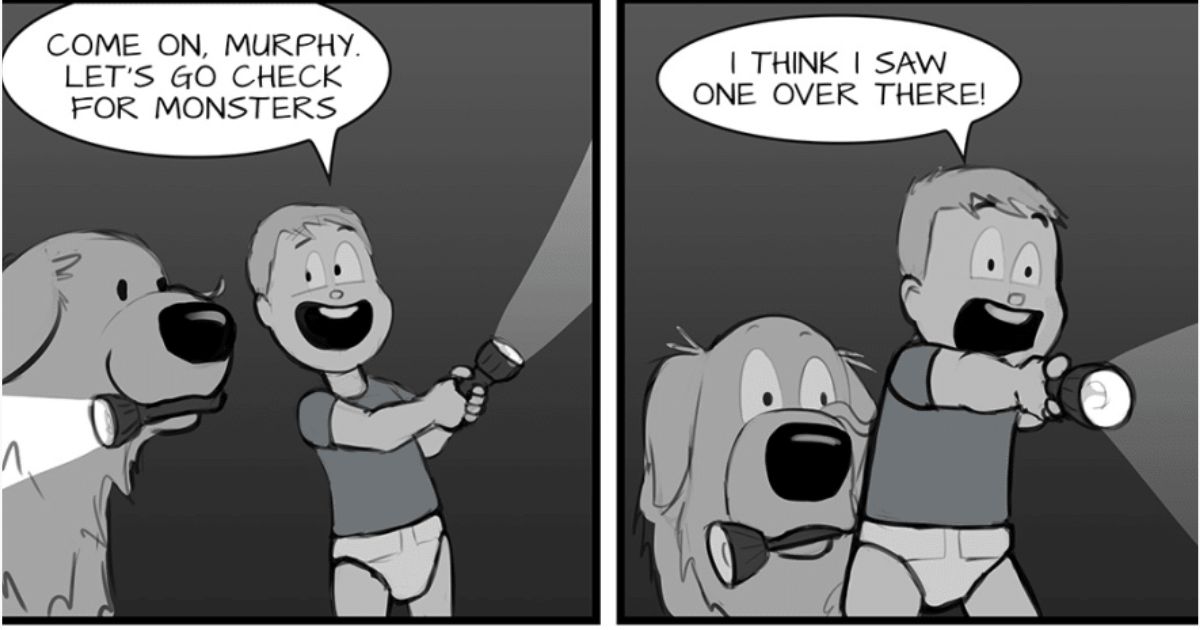 COME ON, MURPHY.
LET'S GO CHECK
FOR MONSTERS
I THINK I SAW
ONE OVER THERE!